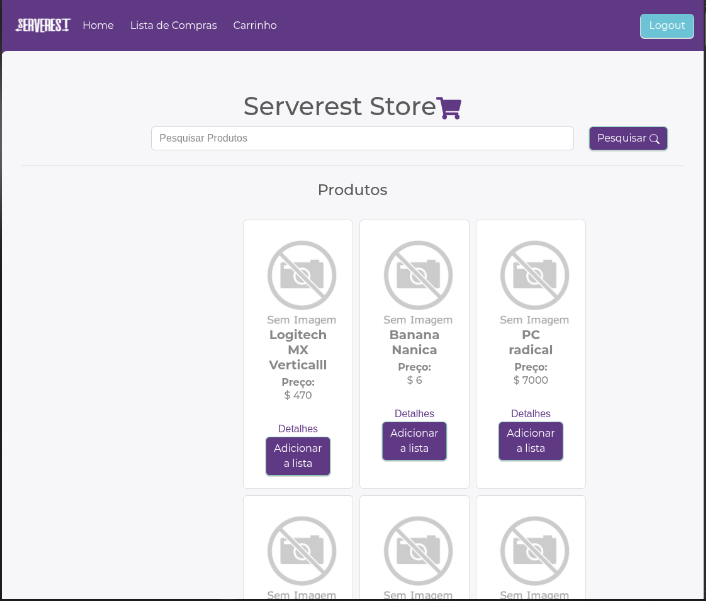 SERVEREST Home Lista de Compras Carrinho Logout
Serverest Store
Pesquisar Produtos Pesquisar
Produtos
Sem Imagem Sem Imagem Sem Imagem
Logitech
MX
Verticalll
Preço:
$ 470
Detalhes
Adicionar
a lista
Banana
Nanica
Preço:
$ 6
Detalhes
Adicionar
a lista
PC
radical
Preço:
$ 7000
Detalhes
Adicionar
a lista
Sem Imagem Sem Imagem Sem Imagem